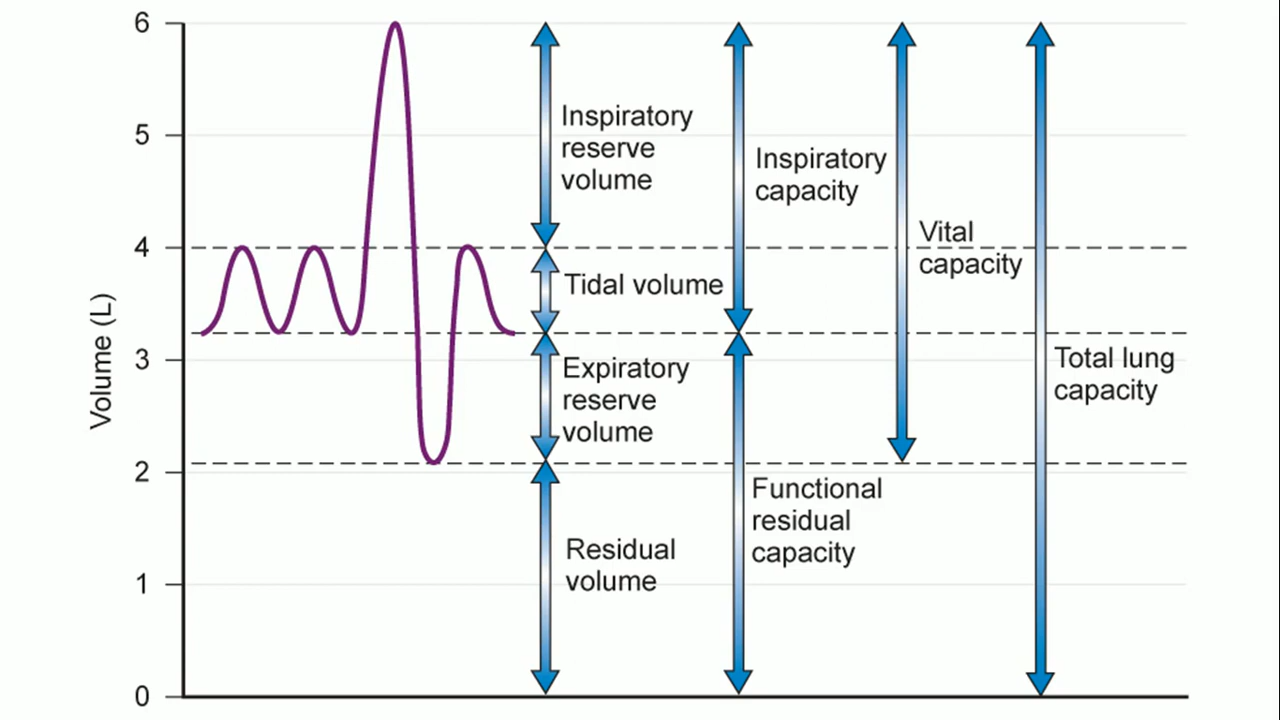 6
5
4
3
2
1
0
Volume (L)
Inspiratory
reserve
volume
Tidal volume
Expiratory
reserve
volume
Residual
volume
Inspiratory
capacity
Functional
residual
capacity
Vital
capacity
Total lung
capacity